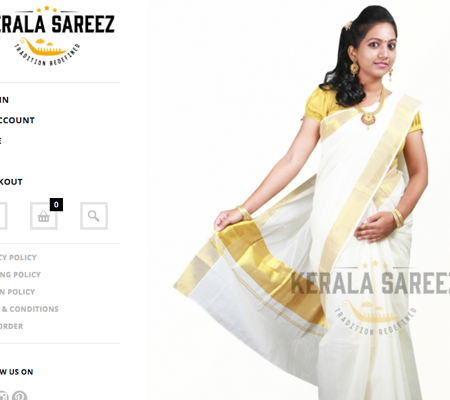 ERALA SAREEZ
TRADITION REDEFINED
IN
CCOUNT
E
KOUT
0
CY POLICY
NG POLICY
N POLICY
& CONDITIONS
ORDER
W US ON
KERALA SAREEZ
TRADITION REDEFINED